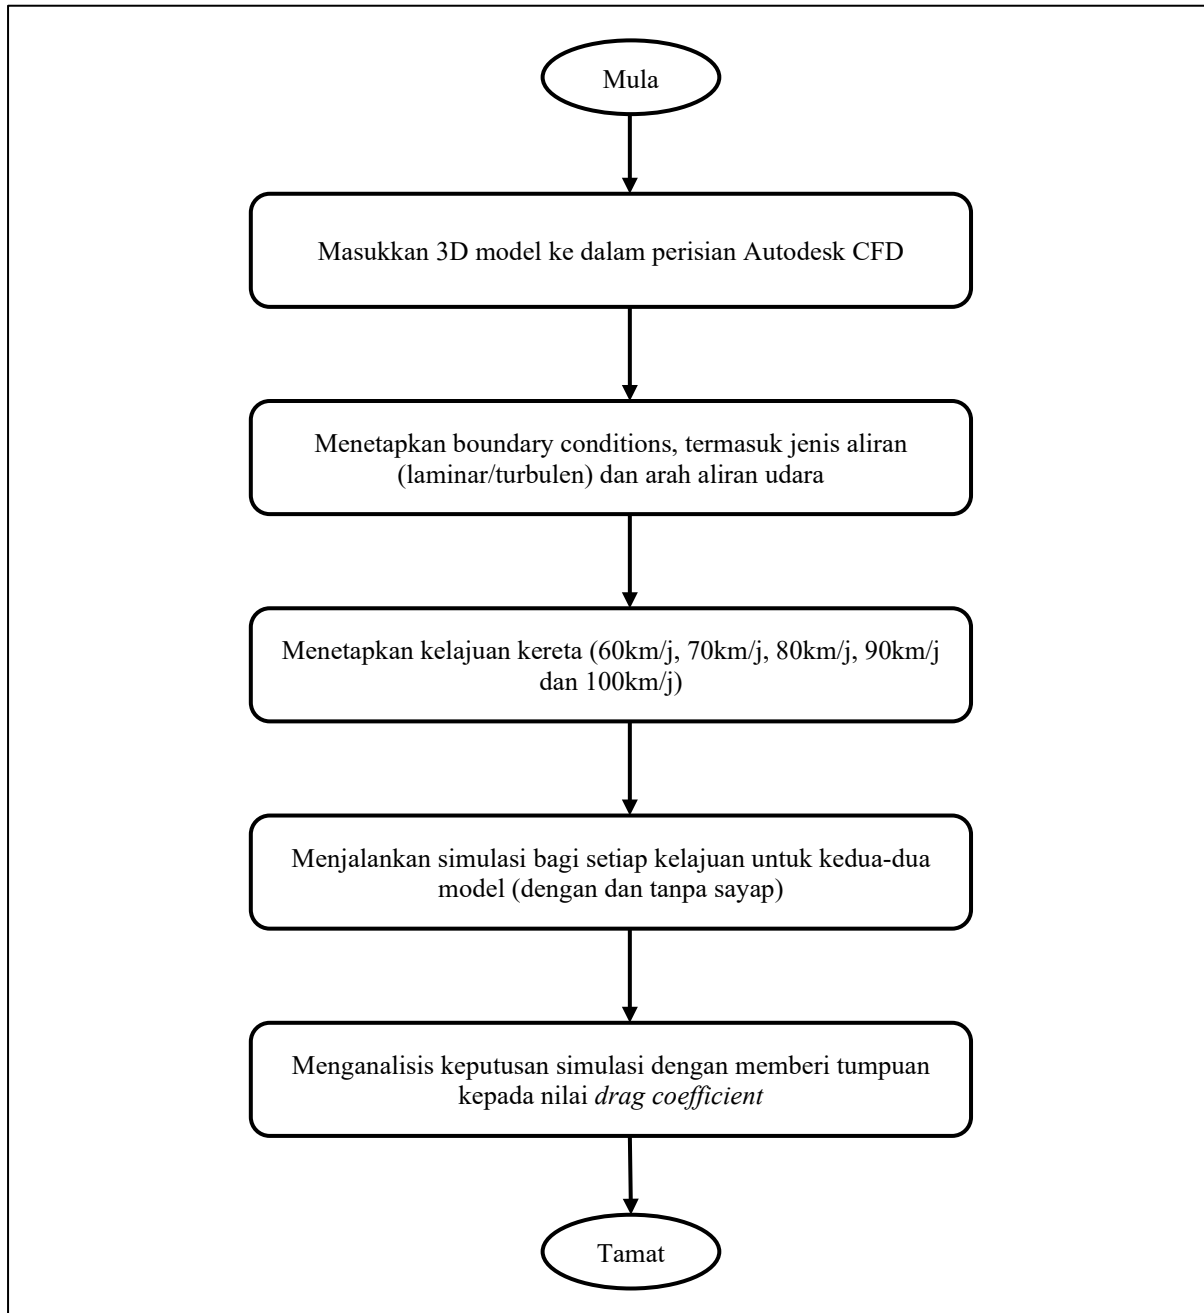 Mula
Masukkan 3D model ke dalam perisian Autodesk CFD
Menetapkan boundary conditions, termasuk jenis aliran
(laminar/turbulen) dan arah aliran udara
Menetapkan kelajuan kereta (60km/j, 70km/j, 80km/j, 90km/j
dan 100km/j)
Menjalankan simulasi bagi setiap kelajuan untuk kedua-dua
model (dengan dan tanpa sayap)
Menganalisis keputusan simulasi dengan memberi tumpuan
kepada nilai drag coefficient
Tamat